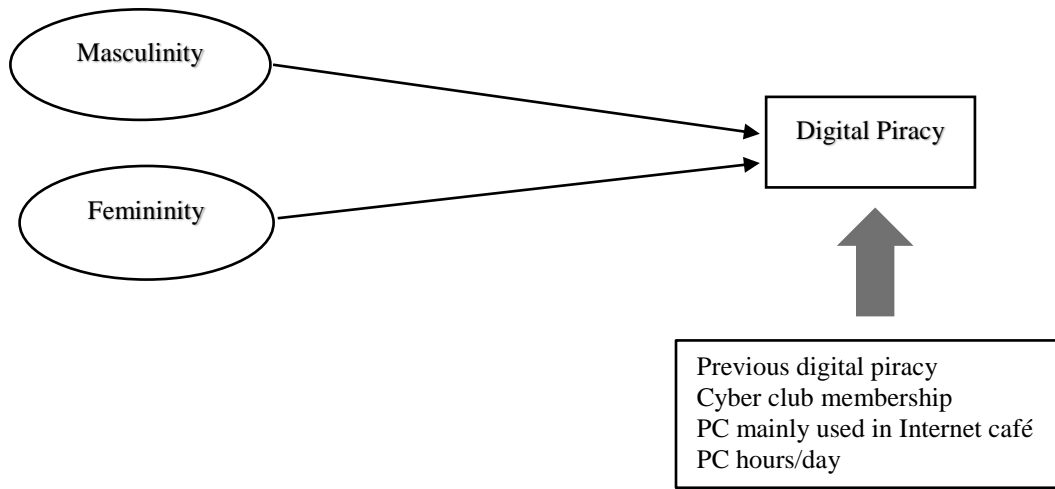 Masculinity
Digital Piracy
Femininity
Previous digital piracy
Cyber club membership
PC mainly used in Internet café
PC hours/day